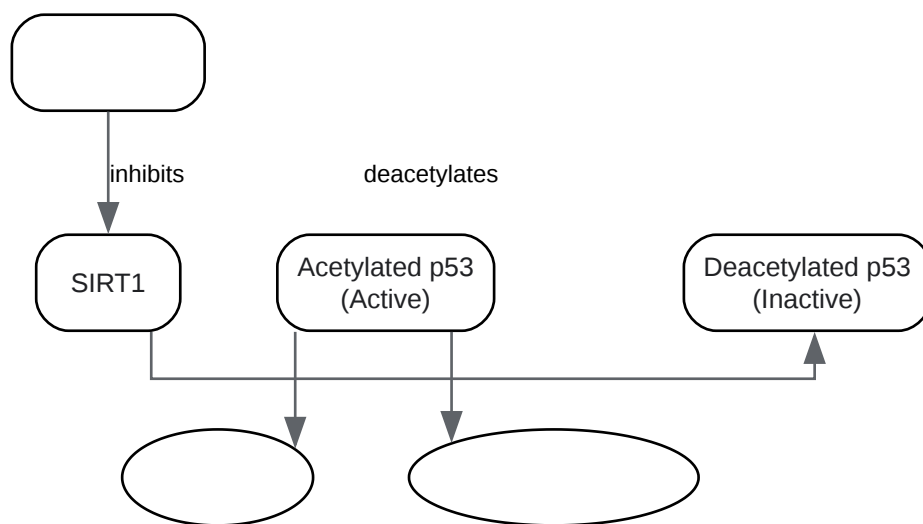 inhibits
deacetylates
SIRT1
Acetylated p53
(Active)
Deacetylated p53
(Inactive)